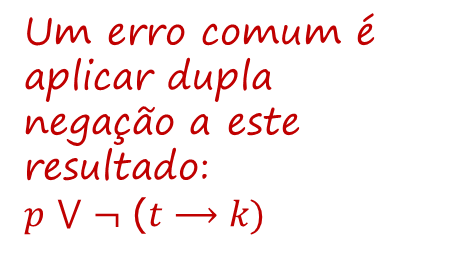 Um erro comum é
aplicar dupla
negação a este
resultado:
𝑝 ∨ ¬ (𝑡 ⟶ 𝑘)